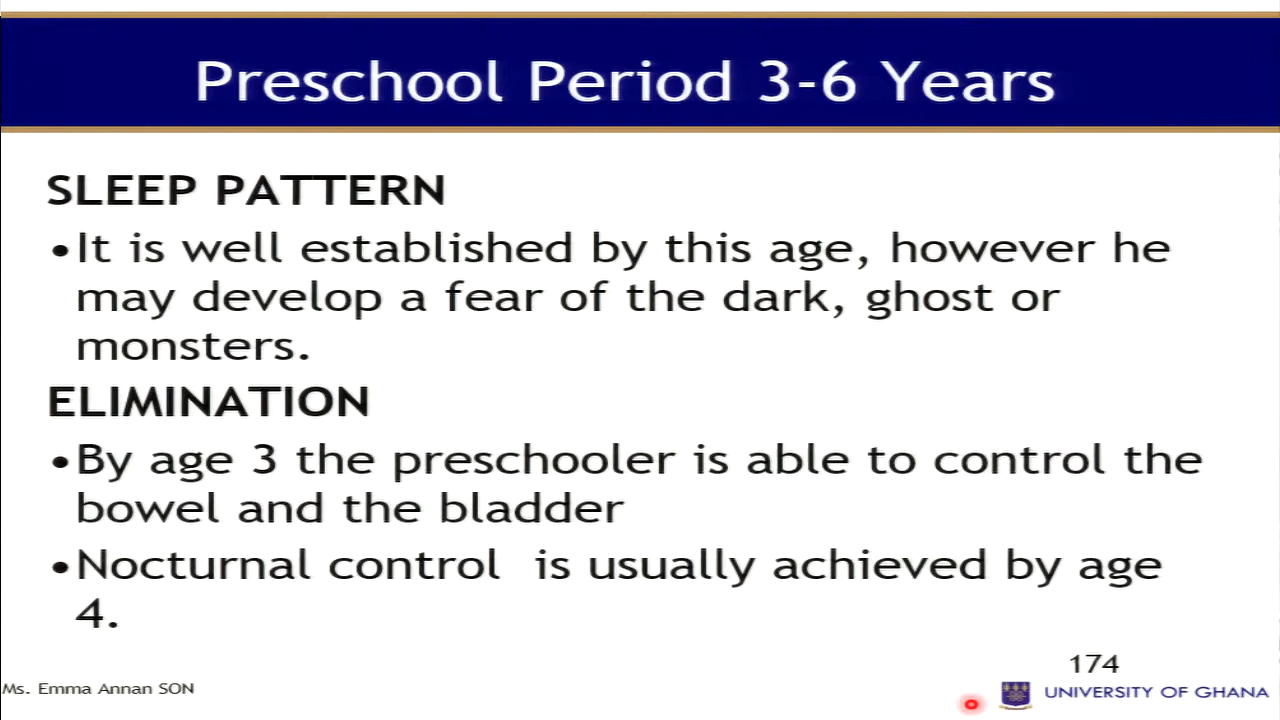 Preschool Period 3-6 Years
SLEEP PATTERN
•It is well established by this age, however he
may develop a fear of the dark, ghost or
monsters.
ELIMINATION
•By age 3 the preschooler is able to control the
bowel and the bladder
•Nocturnal control  is usually achieved by age
4.
174
Ms. Emma Annan SON
UNIVERSITY OF GHANA